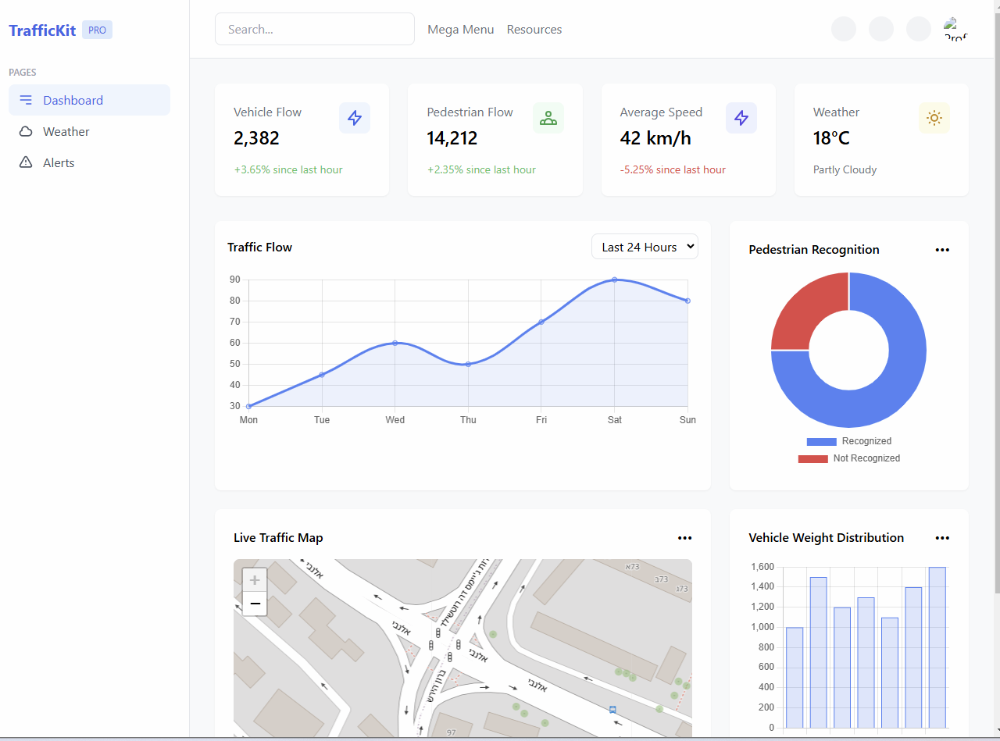 TrafficKit PRO
Search...
Mega Menu
Resources
Prof
PAGES
Dashboard
Weather
Alerts
Vehicle Flow
2,382
+3.65% since last hour
Pedestrian Flow
14,212
+2.35% since last hour
Average Speed
42 km/h
-5.25% since last hour
Weather
18°C
Partly Cloudy
Traffic Flow
Last 24 Hours
90
80
70
60
50
40
30
Mon Tue Wed Thu Fri Sat Sun
Pedestrian Recognition
Recognized
Not Recognized
Live Traffic Map
+
−
אלנבי
אלנבי
אלנבי
אלנבי
ברון הירש
73א
73ב
73ג
97
Vehicle Weight Distribution
1,600
1,400
1,200
1,000
800
600
400
200
0